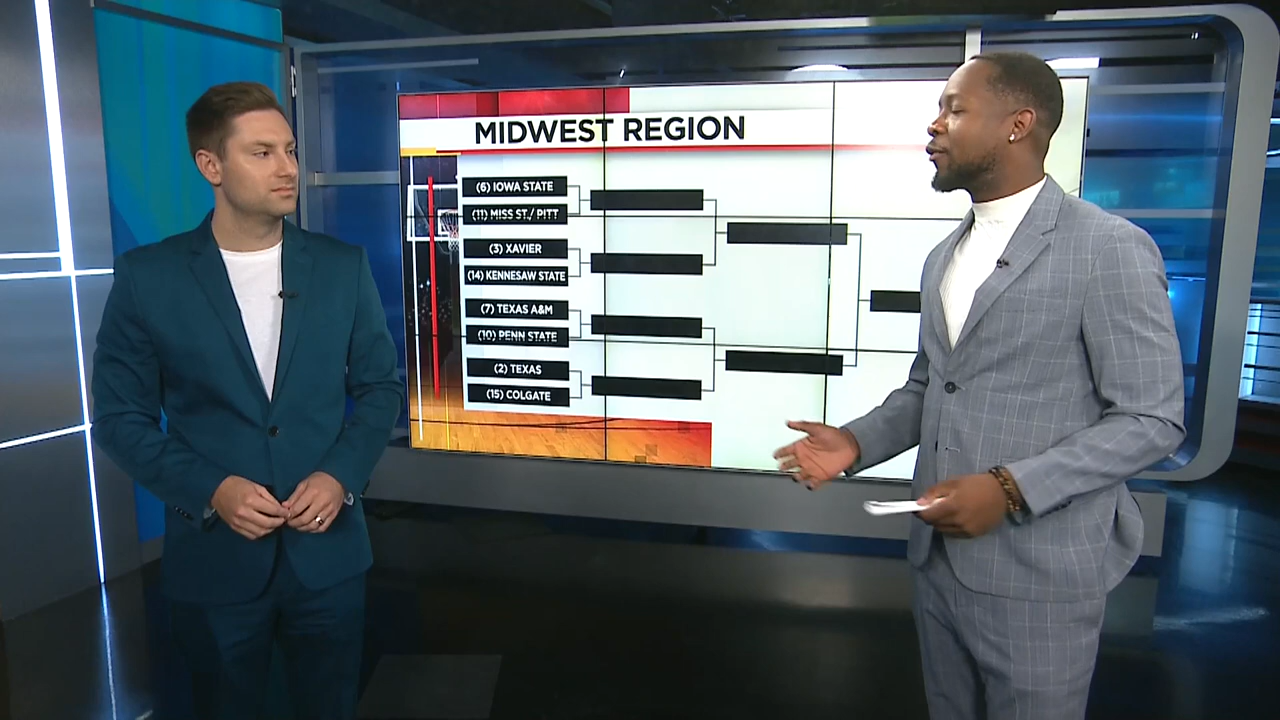 MIDWEST REGION
(6) IOWA STATE
(11) MISS ST./ PITT
(3) XAVIER
(14) KENNESAW STATE
(7) TEXAS A&M
(10) PENN STATE
(2) TEXAS
(15) COLGATE